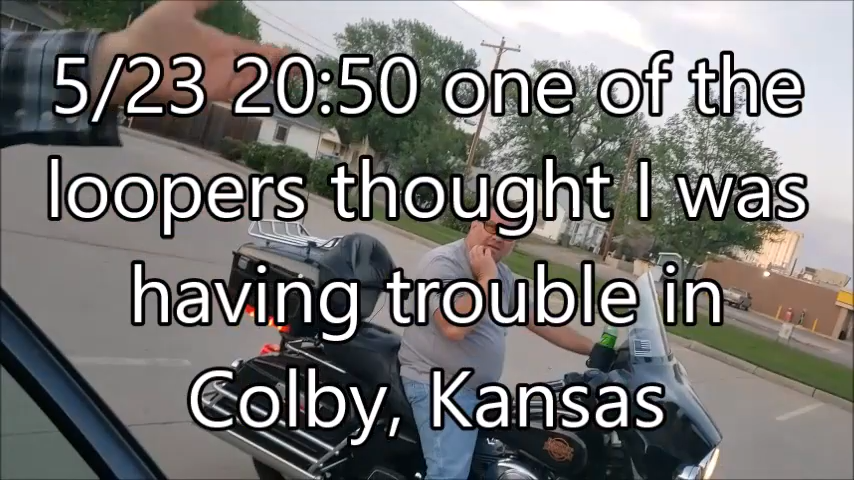 5/23 20:50 one of the
loopers thought I was
having trouble in
Colby, Kansas